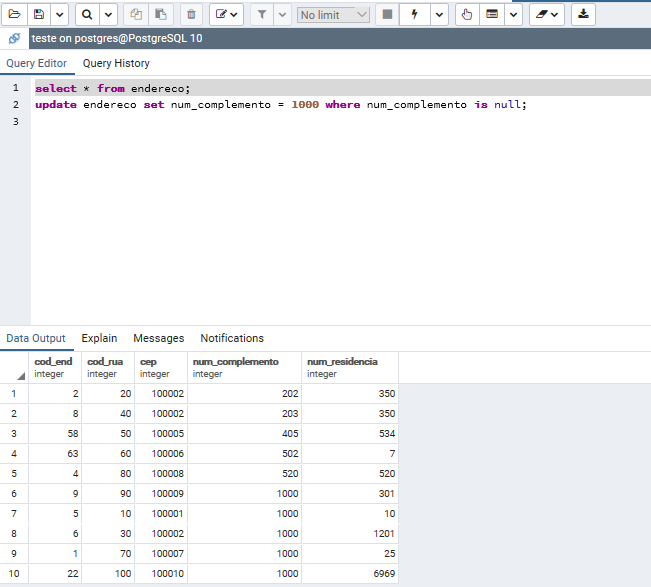 No limit
teste on postgres@PostgreSQL 10
Query Editor Query History
1 select * from endereco;
2 update endereco set num_complemento = 1000 where num_complemento is null;
3
Data Output Explain Messages Notifications
cod_end cod_rua cep num_complemento num_residencia
integer integer integer integer integer
1 2 20 100002 202 350
2 8 40 100002 203 350
3 58 50 100005 405 534
4 63 60 100006 502 7
5 4 80 100008 520 520
6 9 90 100009 1000 301
7 5 10 100001 1000 10
8 6 30 100002 1000 1201
9 1 70 100007 1000 25
10 22 100 100010 1000 6969